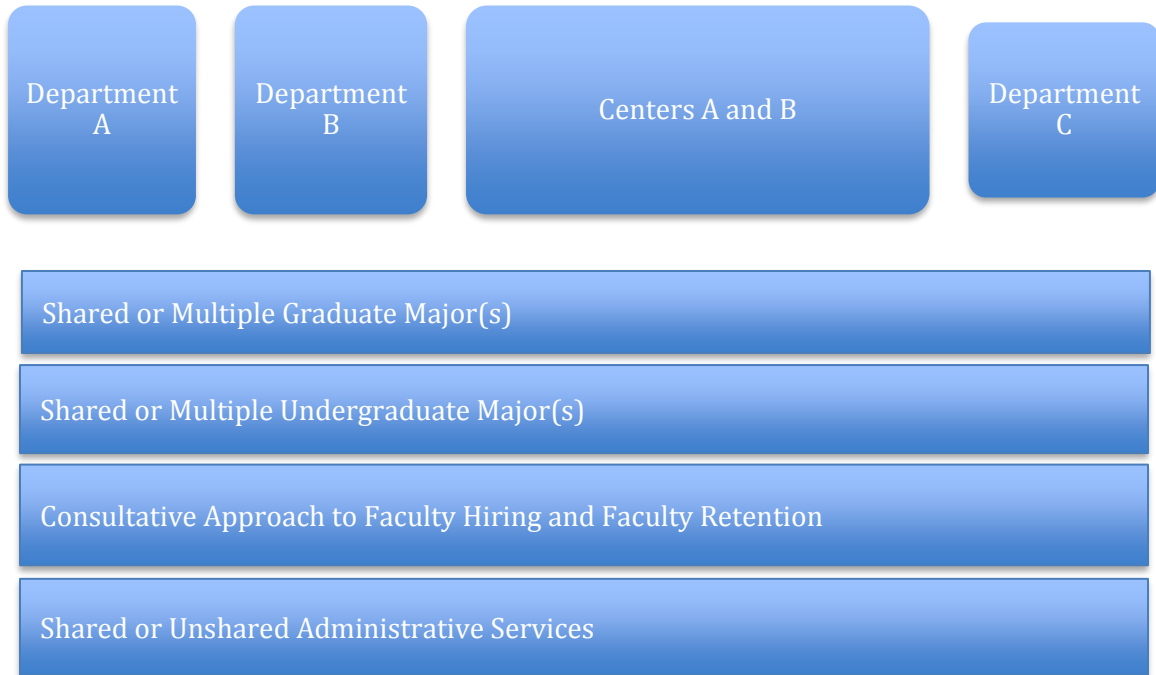 Department
A
Department
B
Centers A and B
Department
C
Shared or Multiple Graduate Major(s)
Shared or Multiple Undergraduate Major(s)
Consultative Approach to Faculty Hiring and Faculty Retention
Shared or Unshared Administrative Services